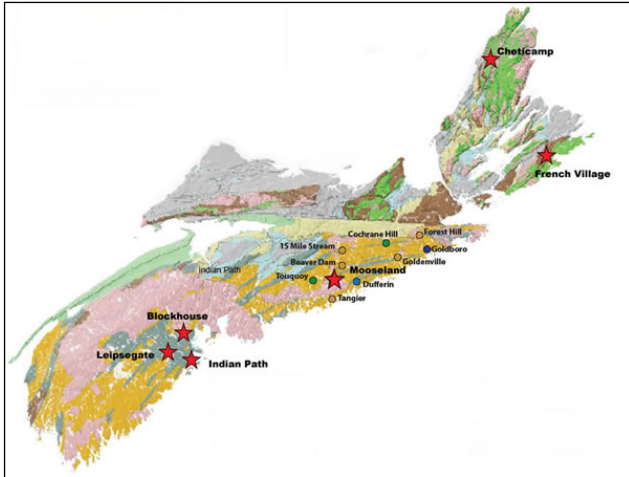 Cheticamp
French Village
Cochrane Hill
Forest Hill
15 Mile Stream
Goldboro
Goldenville
Beaver Dam
Indian Path
Mooseland
Touquoy
Dufferin
Tangier
Blockhouse
Leipsegate
Indian Path